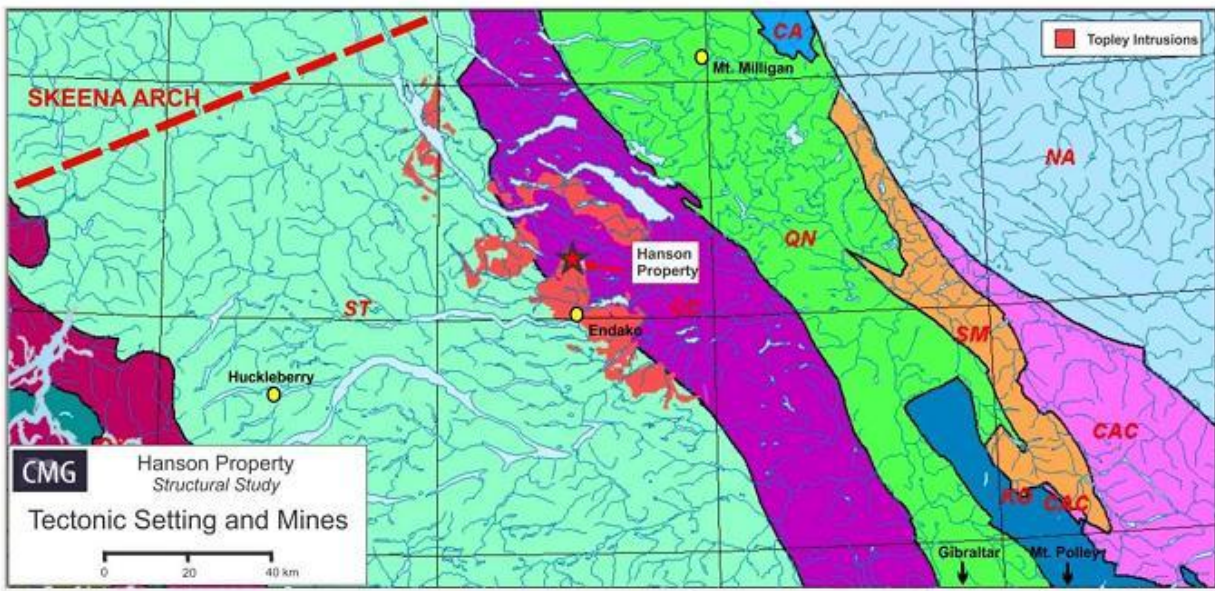 CA
Topley Intrusions
Mt. Milligan
SKEENA ARCH
NA
QN
Hanson
Property
ST
Endako
SM
Huckleberry
CAC
CMG
Hanson Property
Structural Study
Tectonic Setting and Mines
0 20 40 km
CAC
Gibraltar
Mt. Polley